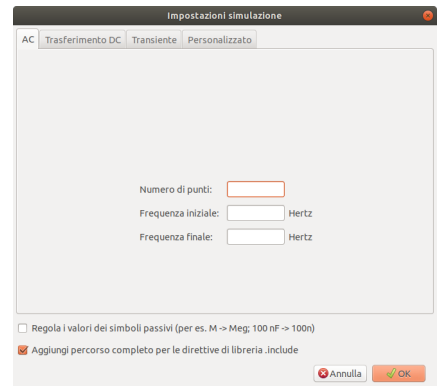 Impostazioni simulazione
AC Trasferimento DC Transiente Personalizzato
Numero di punti:
Frequenza iniziale: Hertz
Frequenza finale: Hertz
Regola i valori dei simboli passivi (per es. M -> Meg; 100 nF -> 100n)
Aggiungi percorso completo per le direttive di libreria .include
Annulla OK